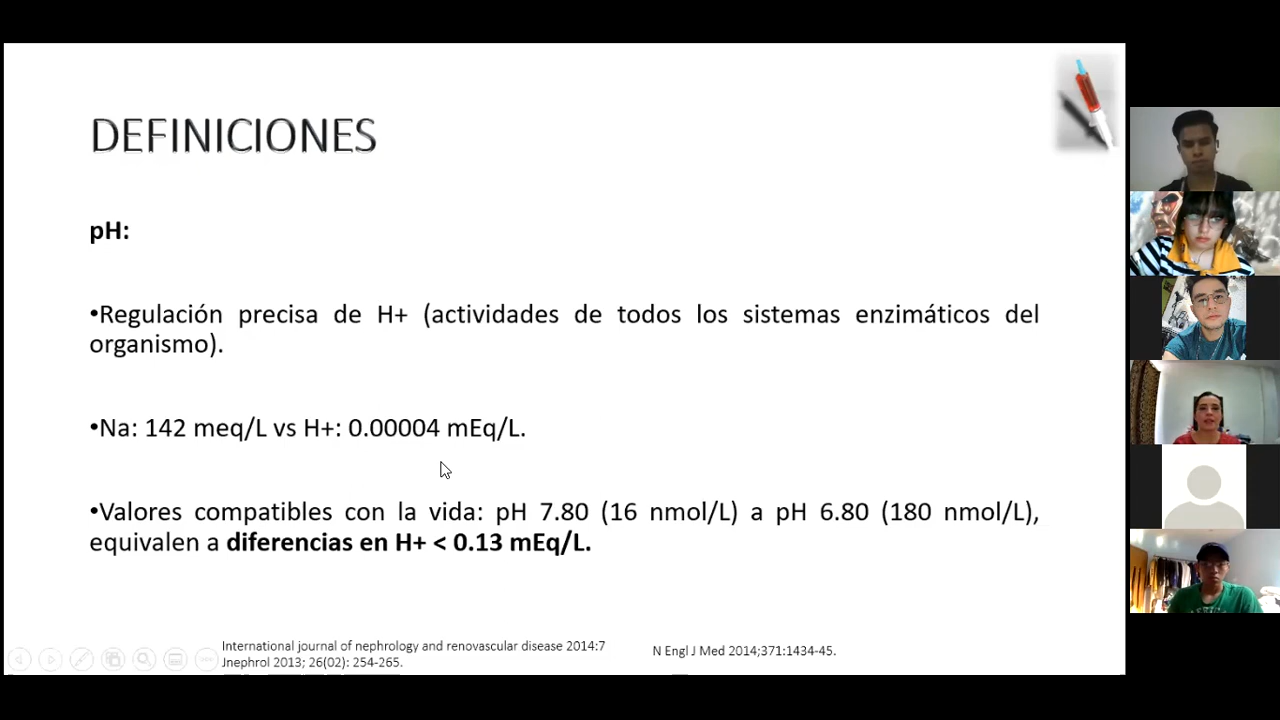 DEFINICIONES
pH:
•Regulación precisa de H+ (actividades de todos los sistemas enzimáticos del
organismo).
•Na: 142 meq/L vs H+: 0.00004 mEq/L.
•Valores compatibles con la vida: pH 7.80 (16 nmol/L) a pH 6.80 (180 nmol/L),
equivalen a diferencias en H+ < 0.13 mEq/L.
International journal of nephrology and renovascular disease 2014:7
Jnephrol 2013; 26(02): 254-265.
N Engl J Med 2014;371:1434-45.